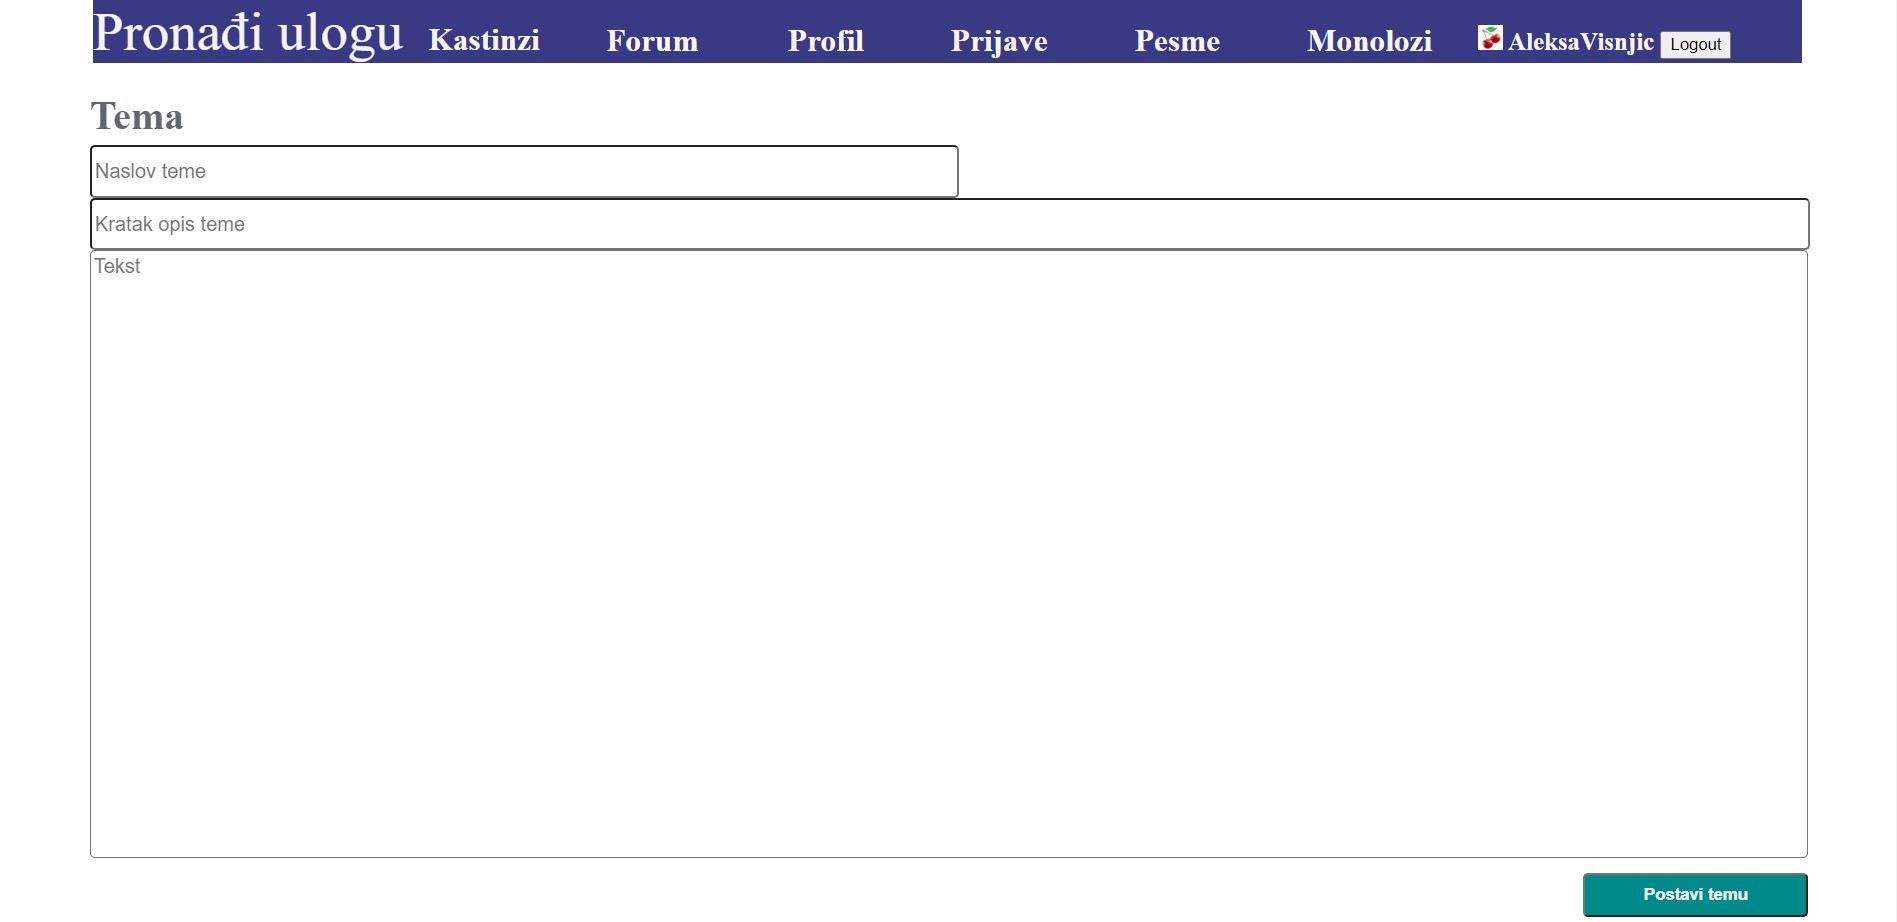 Pronađi ulogu Kastinzi Forum Profil Prijave Pesme Monolozi AleksaVisnjic Logout
Tema
Naslov teme
Kratak opis teme
Tekst
Postavi temu